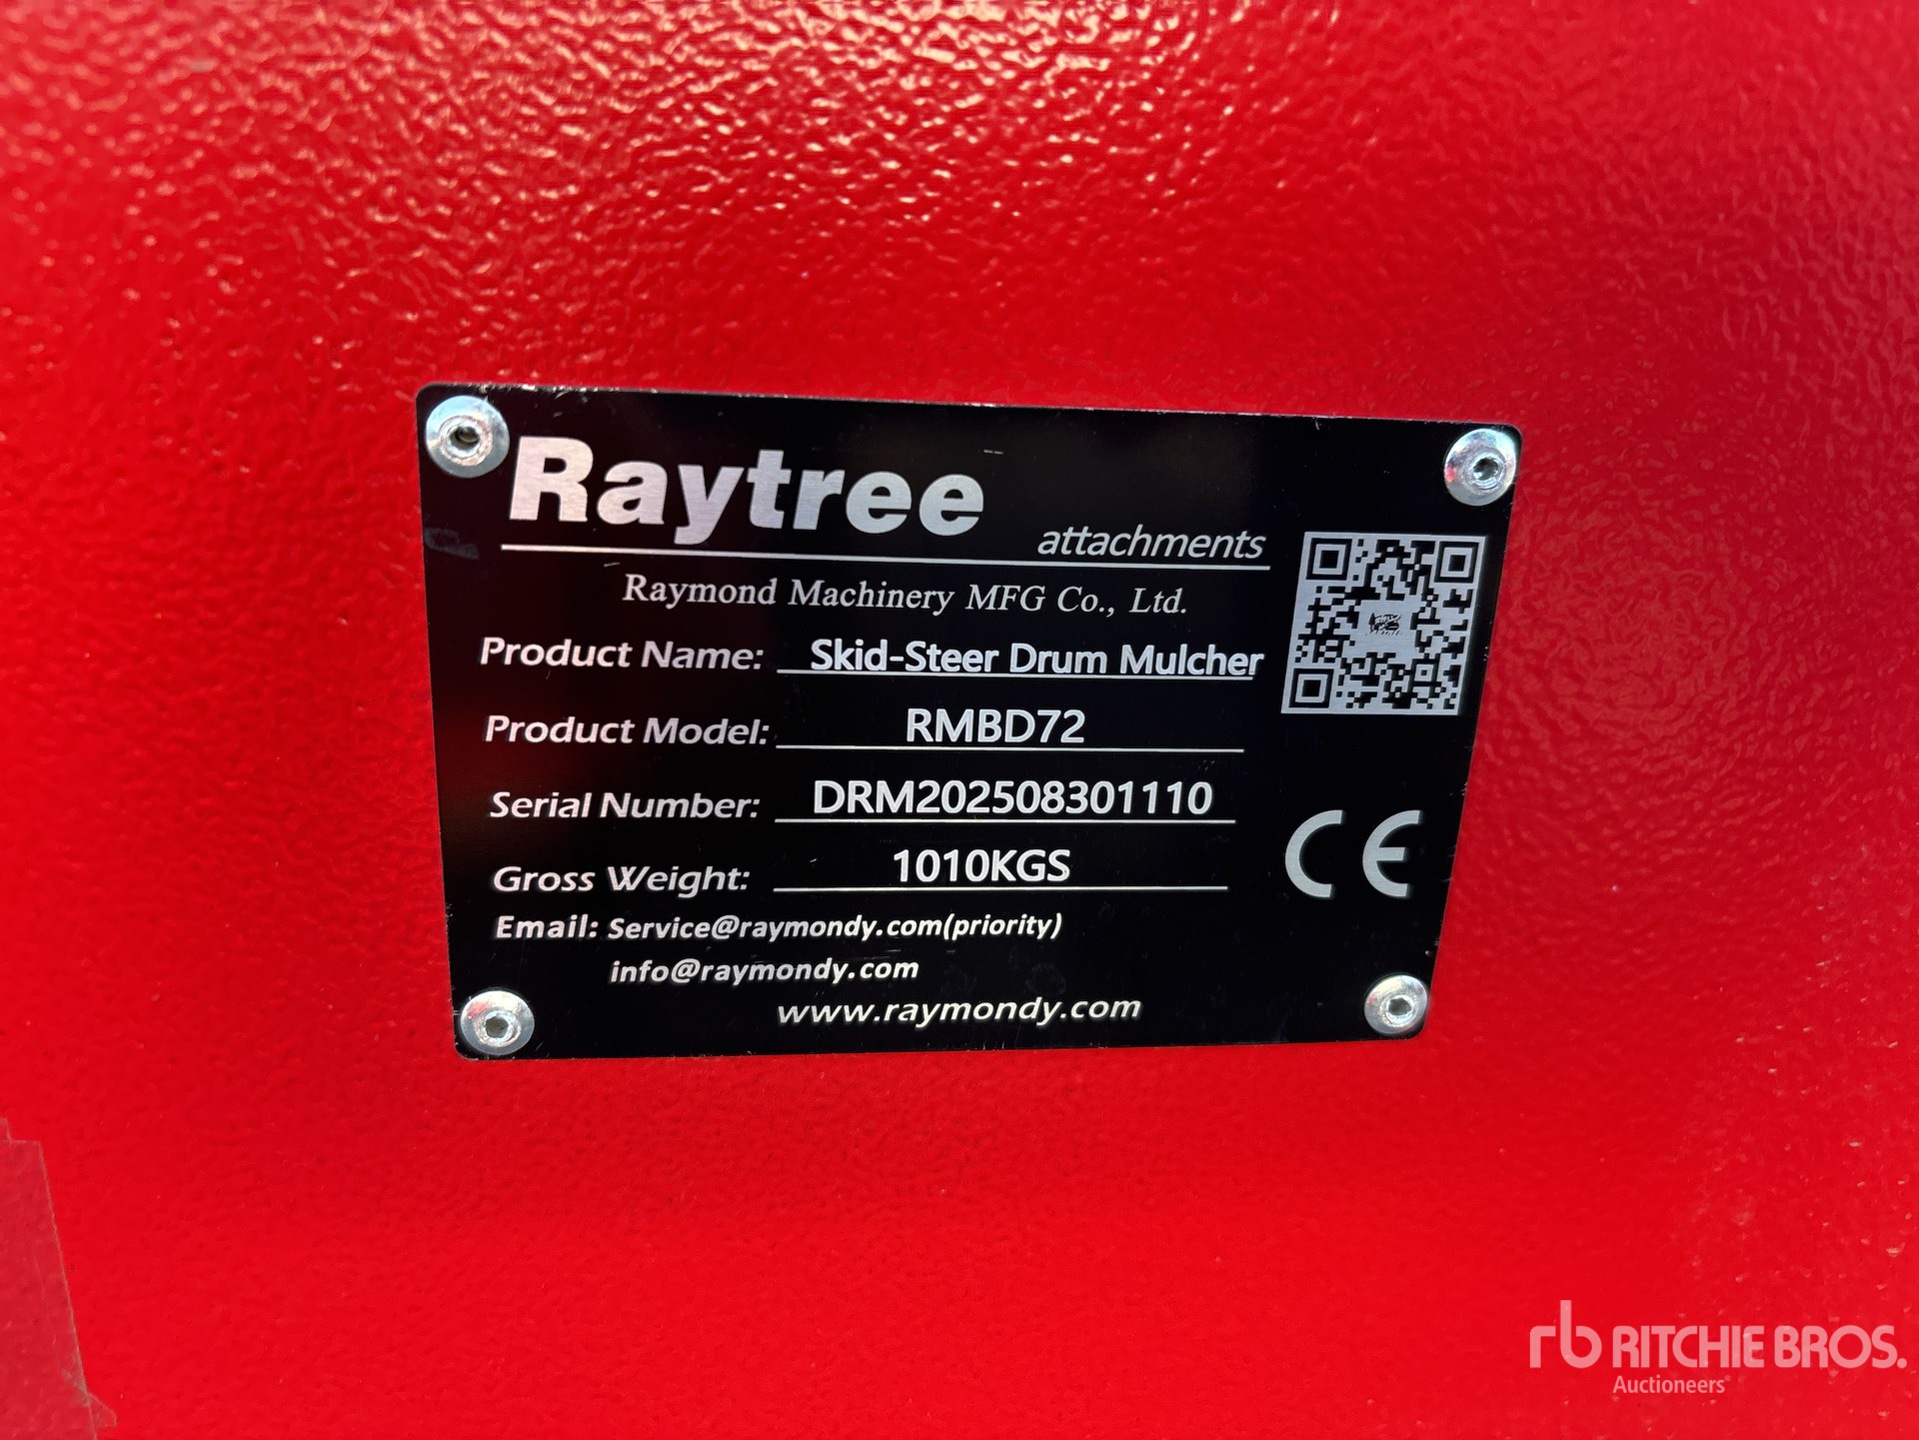 Raytree
attachments
Raymond Machinery MFG Co., Ltd.
Product Name: Skid-Steer Drum Mulcher
Product Model: RMBD72
Serial Number: DRM202508301110
Gross Weight: 1010KGS
CE
Email: Service@raymondy.com(priority)
info@raymondy.com
www.raymondy.com
rb RITCHIE BROS.
Auctioneers